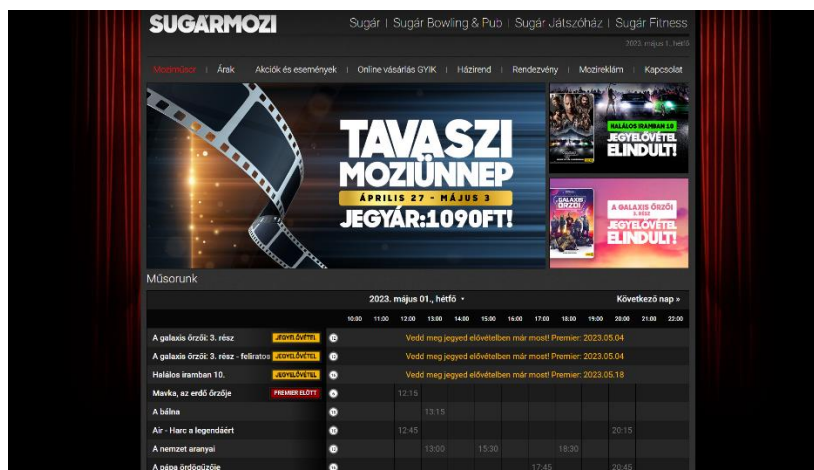 SUGÁRMOZI
Sugár | Sugár Bowling & Pub | Sugár Játszóház | Sugár Fitness
2023. május 1., hétfő
Moziműsor | Árak Akciók és események | Online vásárlás GYIK | Házirend | Rendezvény | Mozireklám | Kapcsolat
TAVASZI
MOZIÜNNEP
ÁPRILIS 27 - MÁJUS 3
JEGYÁR:1090FT!
HALÁLOS IRAMBAN 10
JEGYELŐVÉTEL
ELINDULT!
GALAXIS
ŐRZŐI
A GALAXIS ŐRZŐI
3. RÉSZ
JEGYELŐVÉTEL
ELINDULT!
Műsorunk
2023. május 01., hétfő
Következő nap »
10:00 11:00 12:00 13:00 14:00 15:00 16:00 17:00 18:00 19:00 20:00 21:00 22:00
A galaxis őrzői: 3. rész JEGYELŐVÉTEL 12 Vedd meg jegyed elővételben már most! Premier: 2023.05.04
A galaxis őrzői: 3. rész - feliratos JEGYELŐVÉTEL 12 Vedd meg jegyed elővételben már most! Premier: 2023.05.04
Halálos iramban 10. JEGYELŐVÉTEL Vedd meg jegyed elővételben már most! Premier: 2023.05.18
Mavka, az erdő őrzője PREMIER ELŐTT 6 12:15
A bálna 13:15
Air - Harc a legendáért 12:45 20:15
A nemzet aranyai 13:00 15:30 18:30
A pápa ördögűzője 17:45 20:45